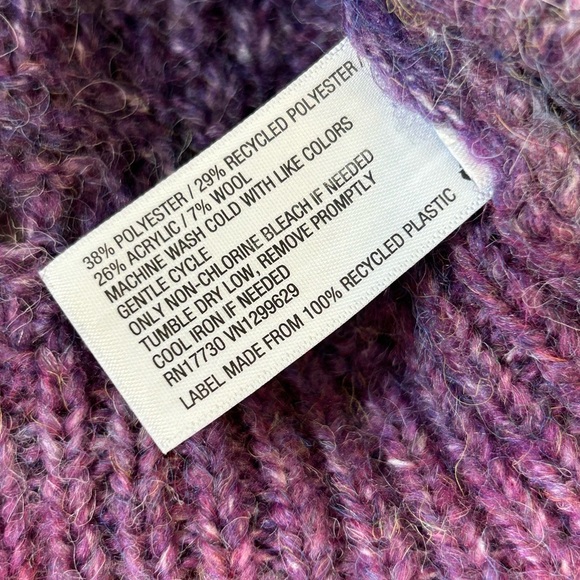 38% POLYESTER / 29% RECYCLED POLYESTER /
26% ACRYLIC / 7% WOOL
MACHINE WASH COLD WITH LIKE COLORS
GENTLE CYCLE
ONLY NON-CHLORINE BLEACH IF NEEDED
TUMBLE DRY LOW, REMOVE PROMPTLY
COOL IRON IF NEEDED
RN17730 VN1299629
LABEL MADE FROM 100% RECYCLED PLASTIC